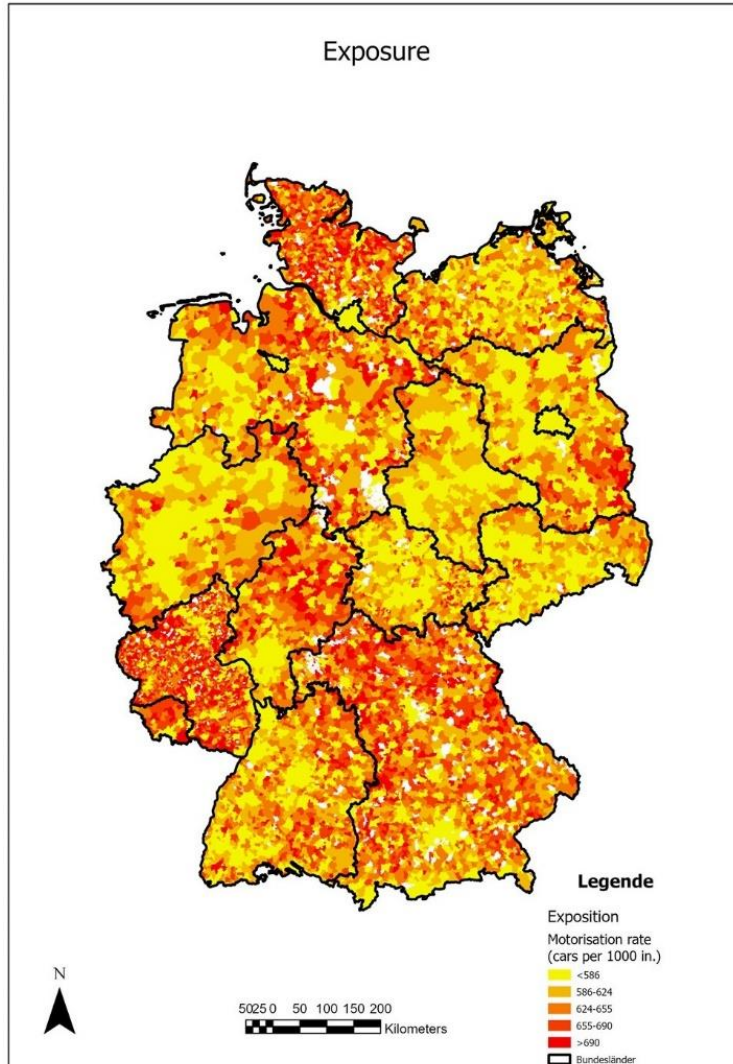 Exposure
Legende
Exposition
Motorisation rate
(cars per 1000 in.)
<586
586-624
624-655
655-690
>690
Bundesländer
N
5025 0 50 100 150 200
Kilometers